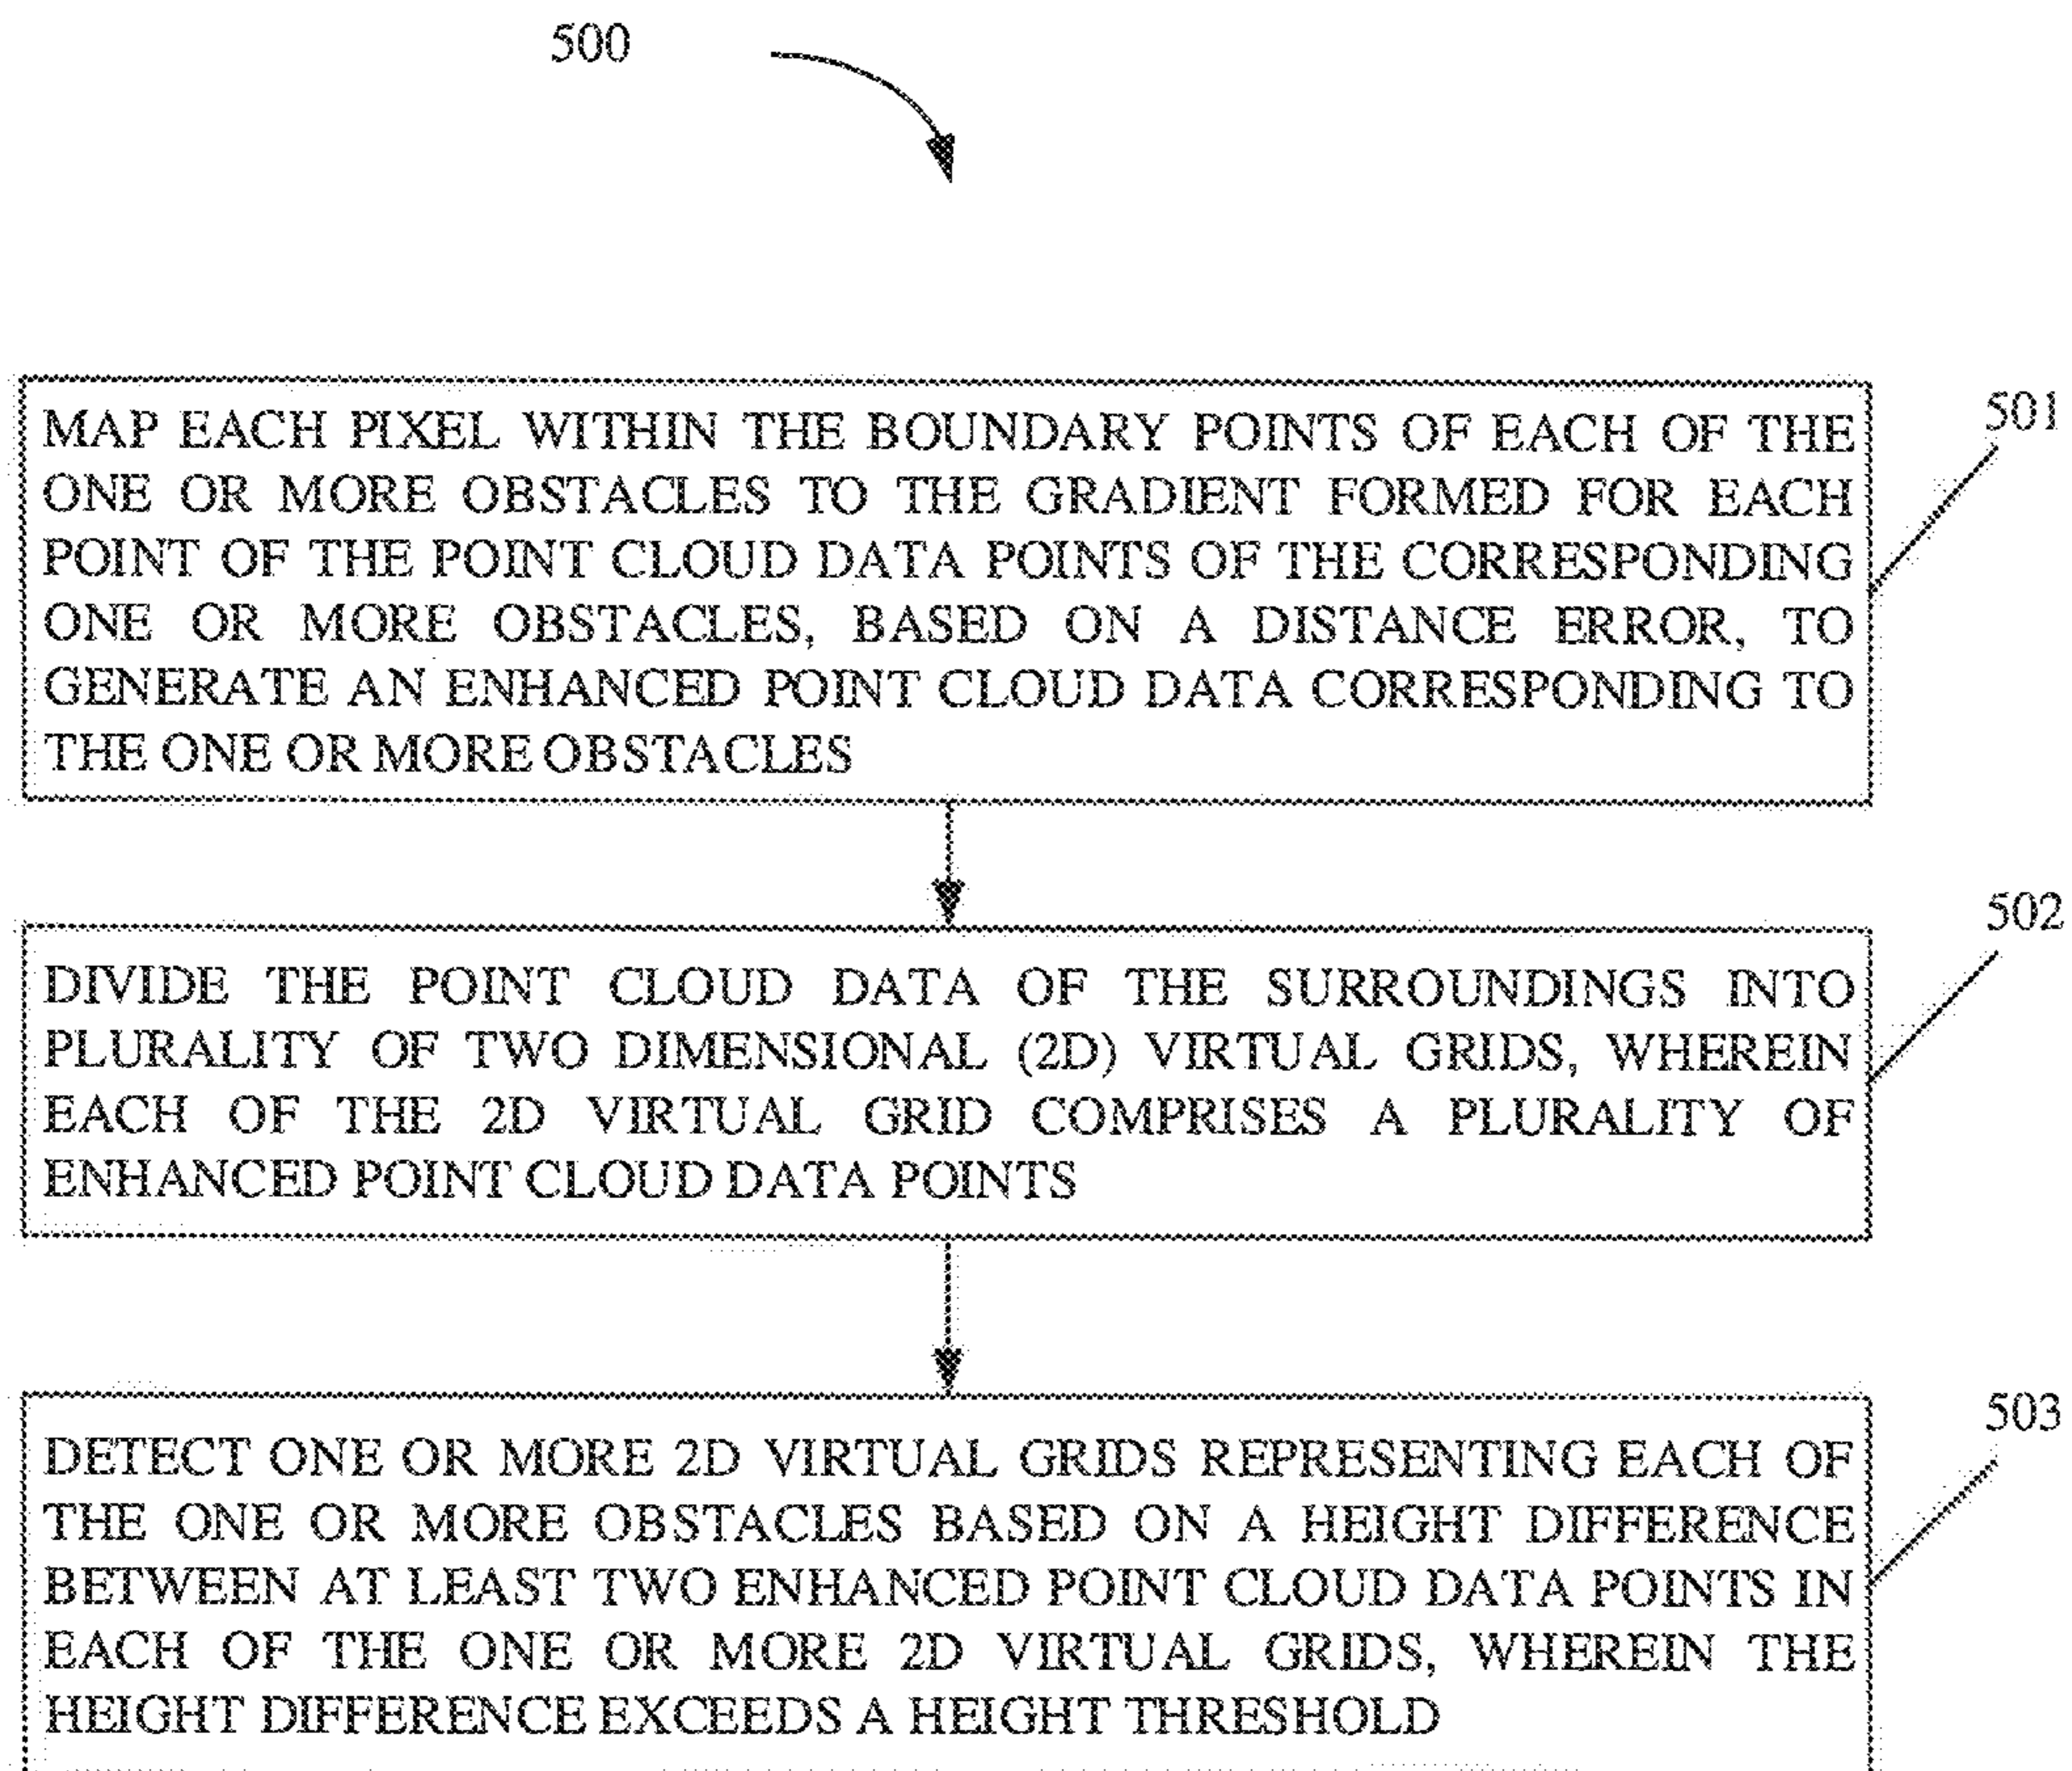 500
501
MAP EACH PIXEL WITHIN THE BOUNDARY POINTS OF EACH OF THE
ONE OR MORE OBSTACLES TO THE GRADIENT FORMED FOR EACH
POINT OF THE POINT CLOUD DATA POINTS OF THE CORRESPONDING
ONE OR MORE OBSTACLES, BASED ON A DISTANCE ERROR, TO
GENERATE AN ENHANCED POINT CLOUD DATA CORRESPONDING TO
THE ONE OR MORE OBSTACLES
502
DIVIDE THE POINT CLOUD DATA OF THE SURROUNDINGS INTO
PLURALITY OF TWO DIMENSIONAL (2D) VIRTUAL GRIDS, WHEREIN
EACH OF THE 2D VIRTUAL GRID COMPRISES A PLURALITY OF
ENHANCED POINT CLOUD DATA POINTS
503
DETECT ONE OR MORE 2D VIRTUAL GRIDS REPRESENTING EACH OF
THE ONE OR MORE OBSTACLES BASED ON A HEIGHT DIFFERENCE
BETWEEN AT LEAST TWO ENHANCED POINT CLOUD DATA POINTS IN
EACH OF THE ONE OR MORE 2D VIRTUAL GRIDS, WHEREIN THE
HEIGHT DIFFERENCE EXCEEDS A HEIGHT THRESHOLD